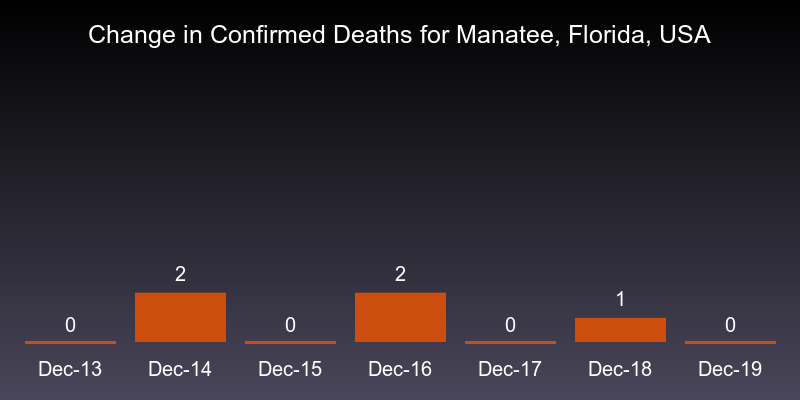 Change in Confirmed Deaths for Manatee, Florida, USA
0
2
0
2
0
1
0
Dec-13
Dec-14
Dec-15
Dec-16
Dec-17
Dec-18
Dec-19